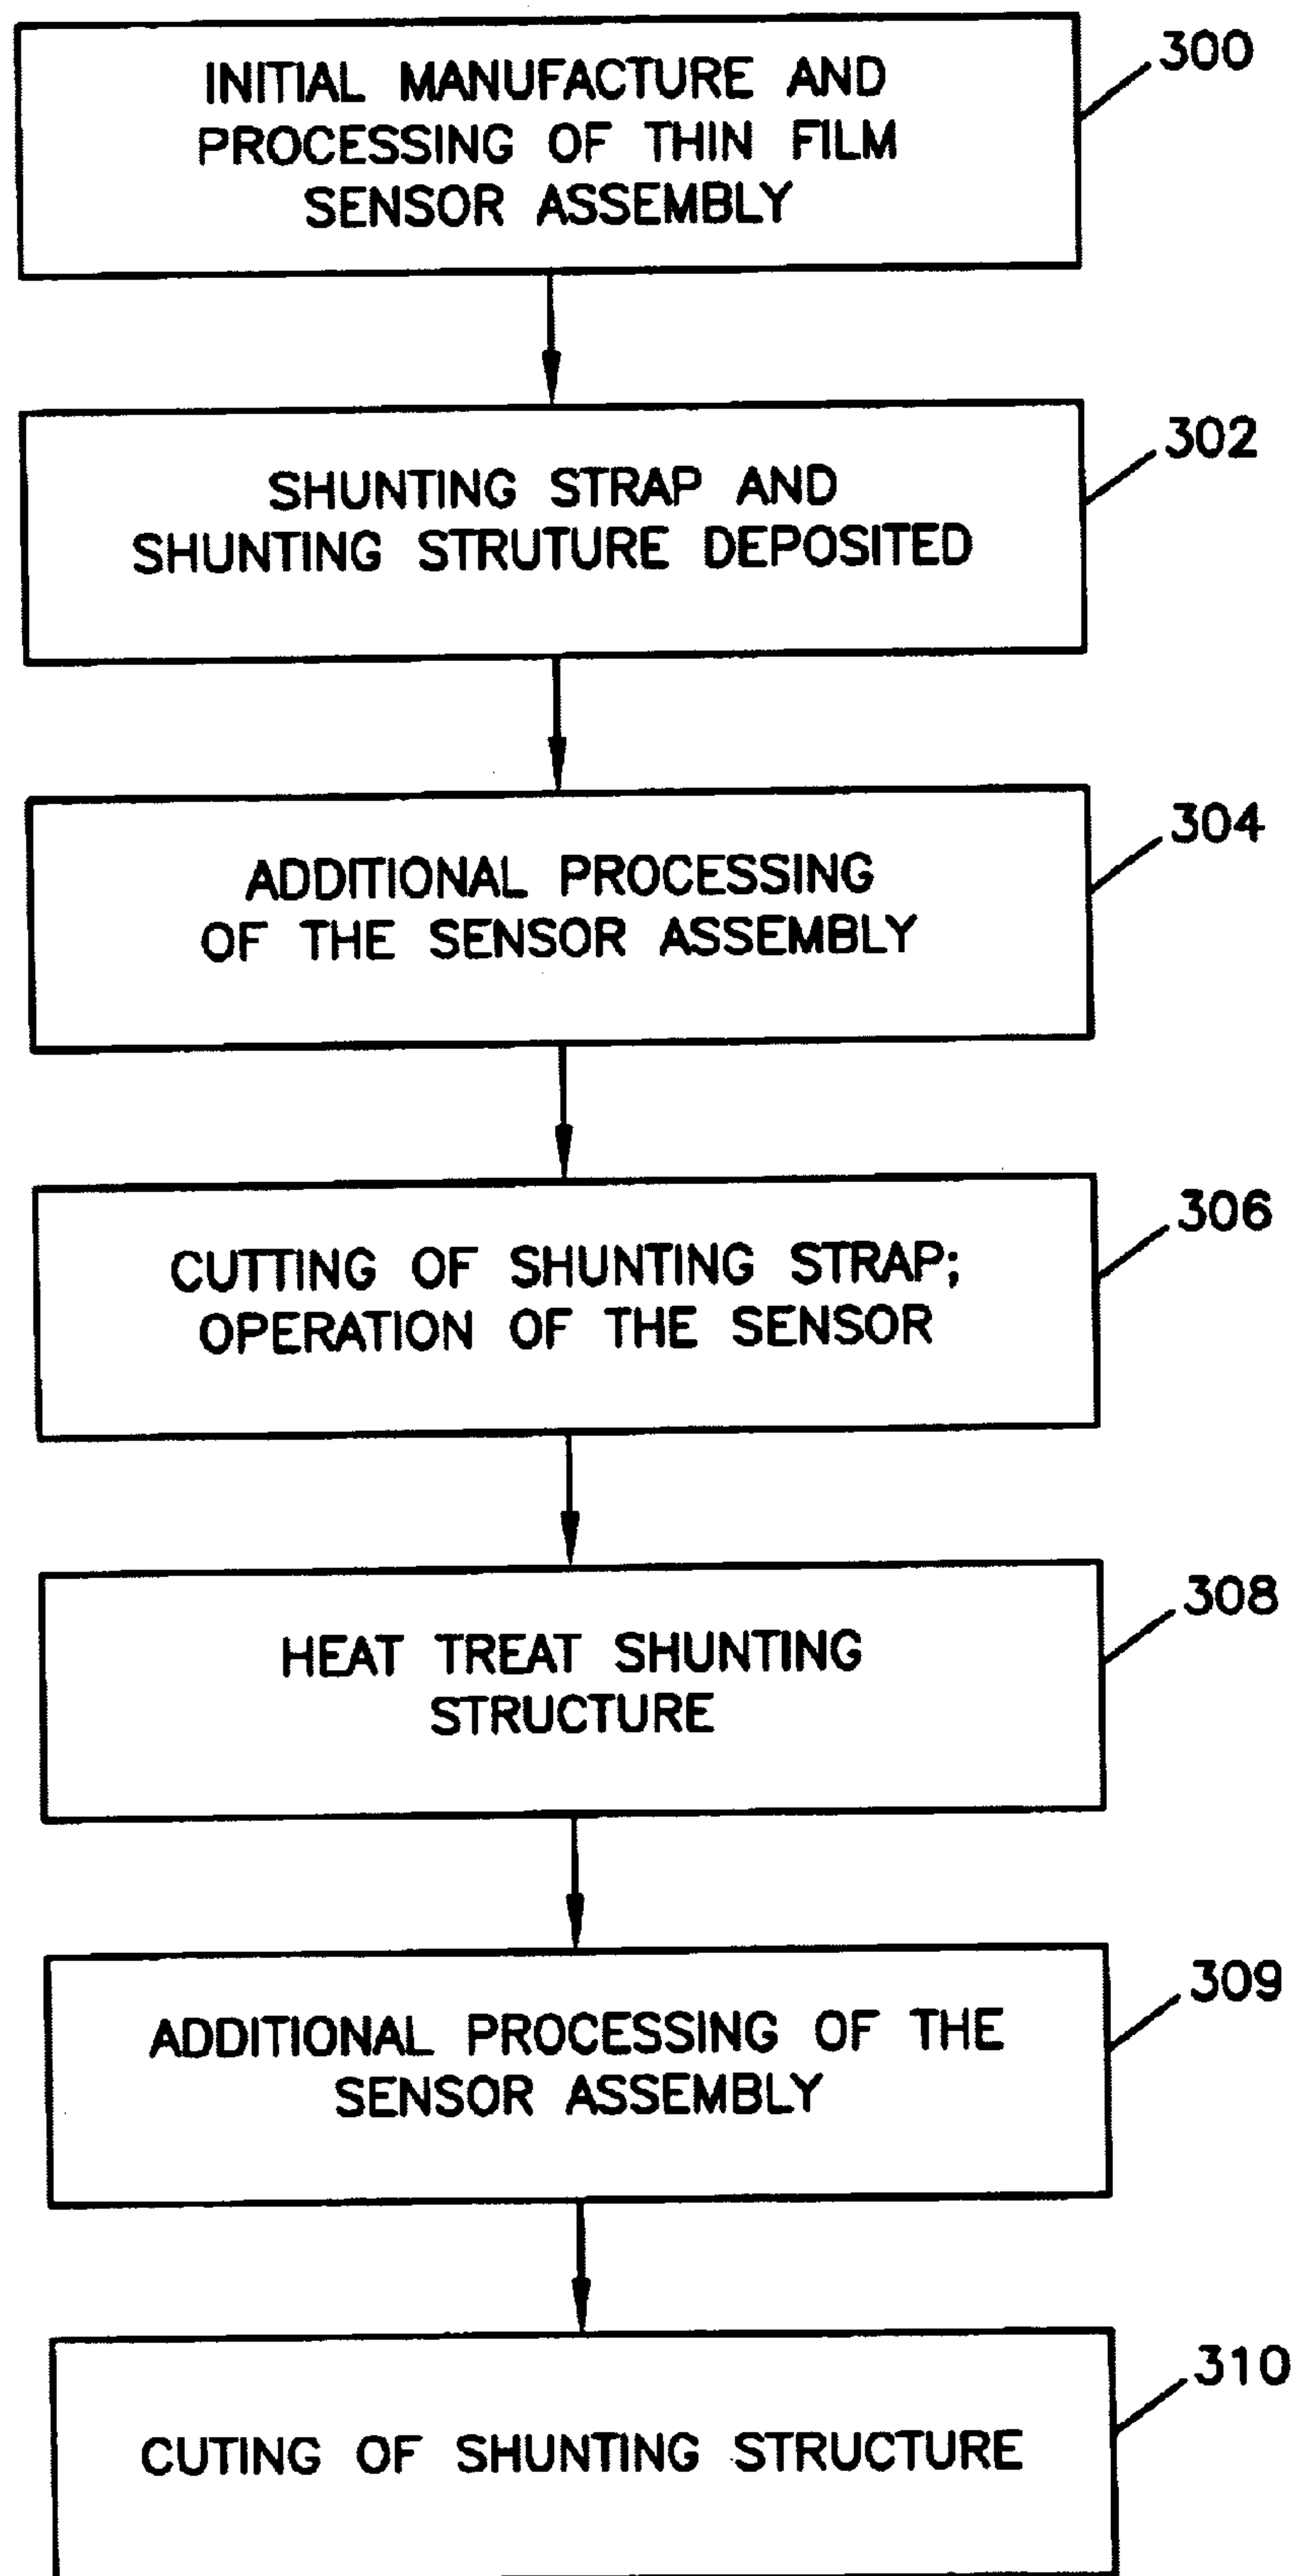 INITIAL MANUFACTURE AND
PROCESSING OF THIN FILM
SENSOR ASSEMBLY
300
SHUNTING STRAP AND
SHUNTING STRUTURE DEPOSITED
302
ADDITIONAL PROCESSING
OF THE SENSOR ASSEMBLY
304
CUTTING OF SHUNTING STRAP;
OPERATION OF THE SENSOR
306
HEAT TREAT SHUNTING
STRUCTURE
308
ADDITIONAL PROCESSING OF THE
SENSOR ASSEMBLY
309
CUTING OF SHUNTING STRUCTURE
310